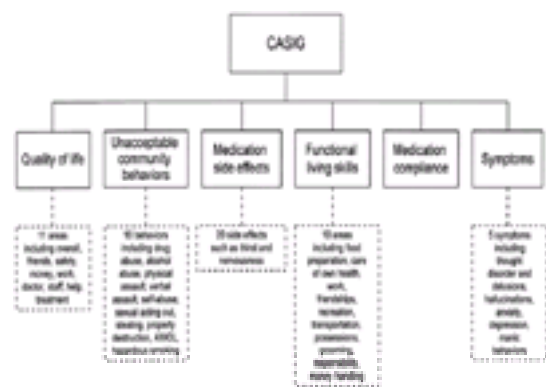 CASIG
Quality of life
Unacceptable
community
behaviors
Medication
side-effects
Functional
living skills
Medication
compliance
Symptoms
11 areas
including overall,
friends, safety,
money, work,
doctor, staff, help,
treatment
10 behaviors
including drug
abuse, alcohol
abuse, physical
assault, verbal
assault, self-abuse,
sexual acting out,
stealing, property
destruction,
hazardous smoking
20 side effects
such as thirst and
nervousness
10 areas
including food
preparation, care
of own health,
work,
friendships,
recreation,
transportation,
possessions,
grooming,
responsibility,
money handling
5 symptoms
including
thought
disorder and
delusions,
hallucinations,
anxiety,
depression,
manic
behaviors